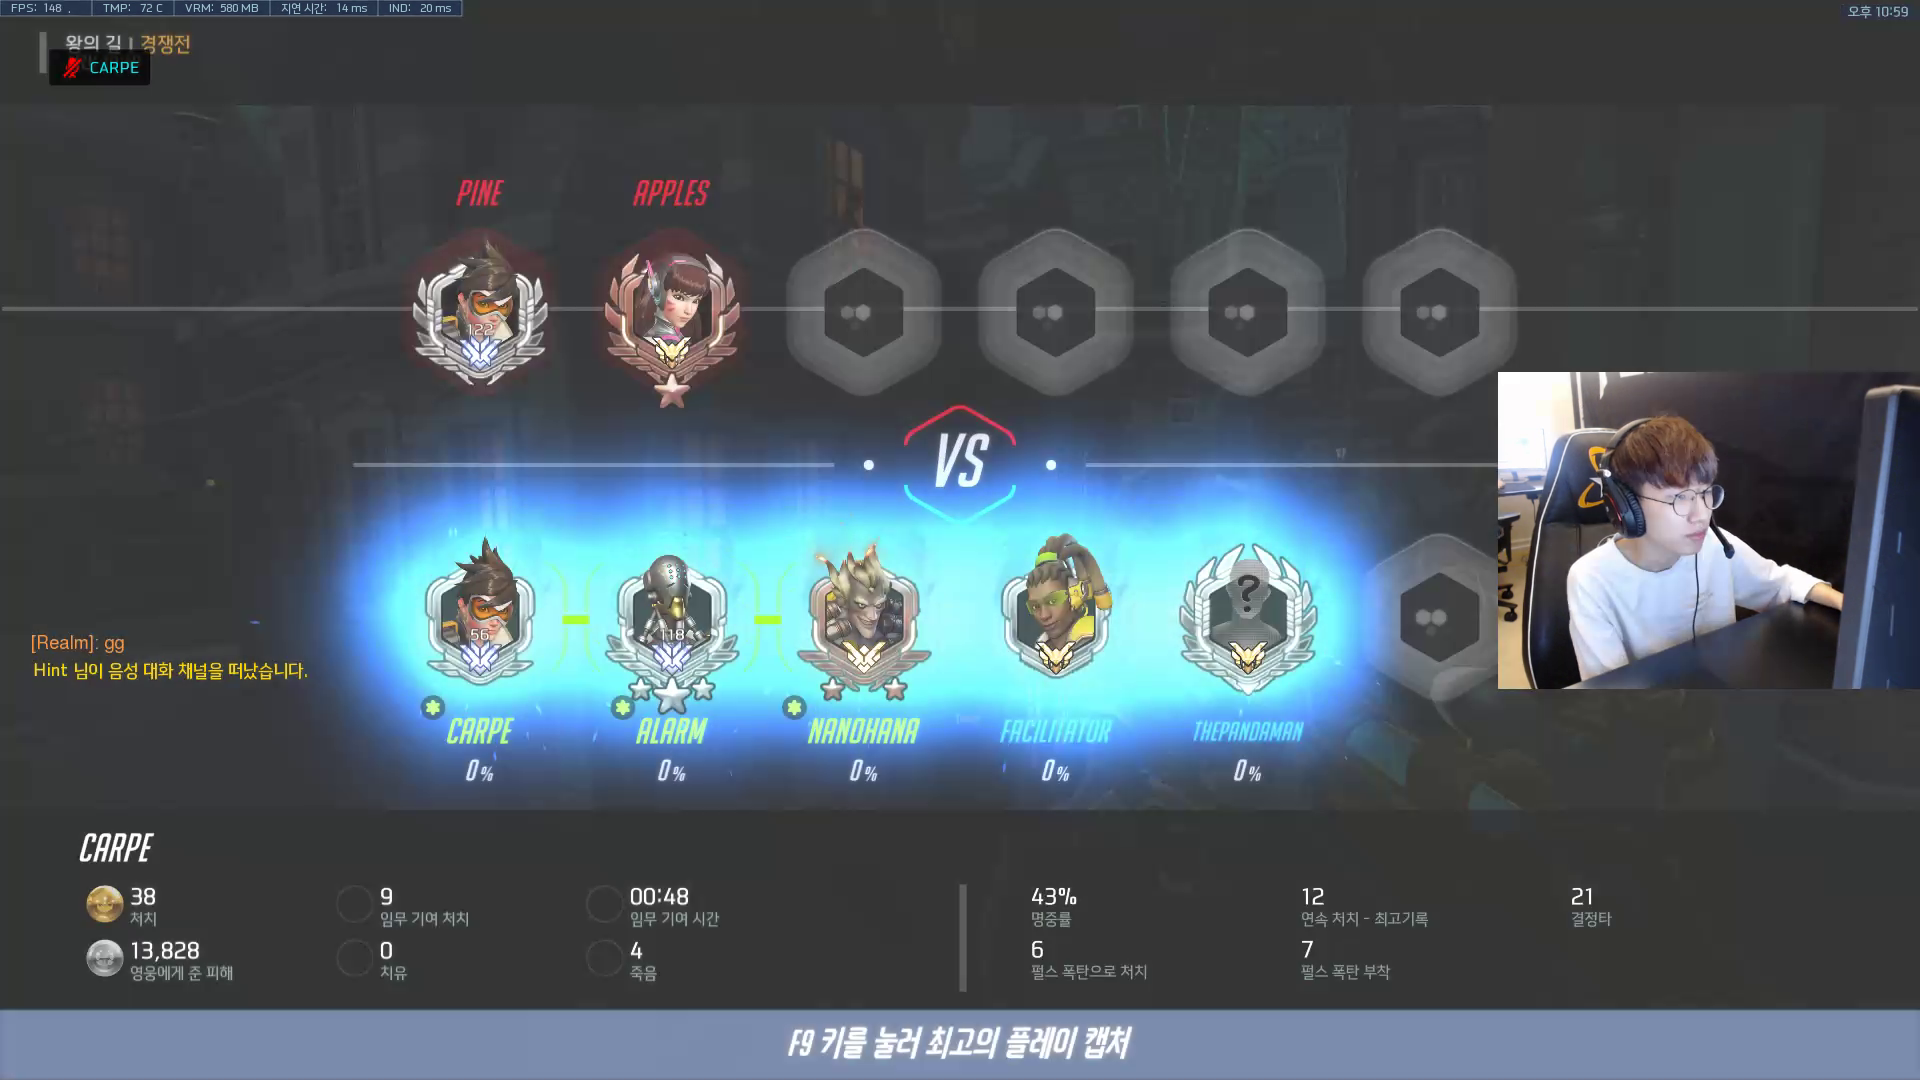 FPS: 148 . TMP: 72 C VRM: 580 MB 지연 시간: 14 ms IND: 20 ms
오후 10:59
왕의 길 | 경쟁전
CARPE
PINE APPLES
122
VS
56 118 ?
[Realm]: gg
Hint 님이 음성 대화 채널을 떠났습니다.
CARPE ALARM NANOHANA FACILITATOR THEPANDAMAN
0% 0% 0% 0% 0%
CARPE
38 9 00:48 43% 12 21
처치 임무 기여 처치 임무 기여 시간 명중률 연속 처치 - 최고기록 결정타
13,828 0 4 6 7
영웅에게 준 피해 치유 죽음 펄스 폭탄으로 처치 펄스 폭탄 부착
F9 키를 눌러 최고의 플레이 캡처